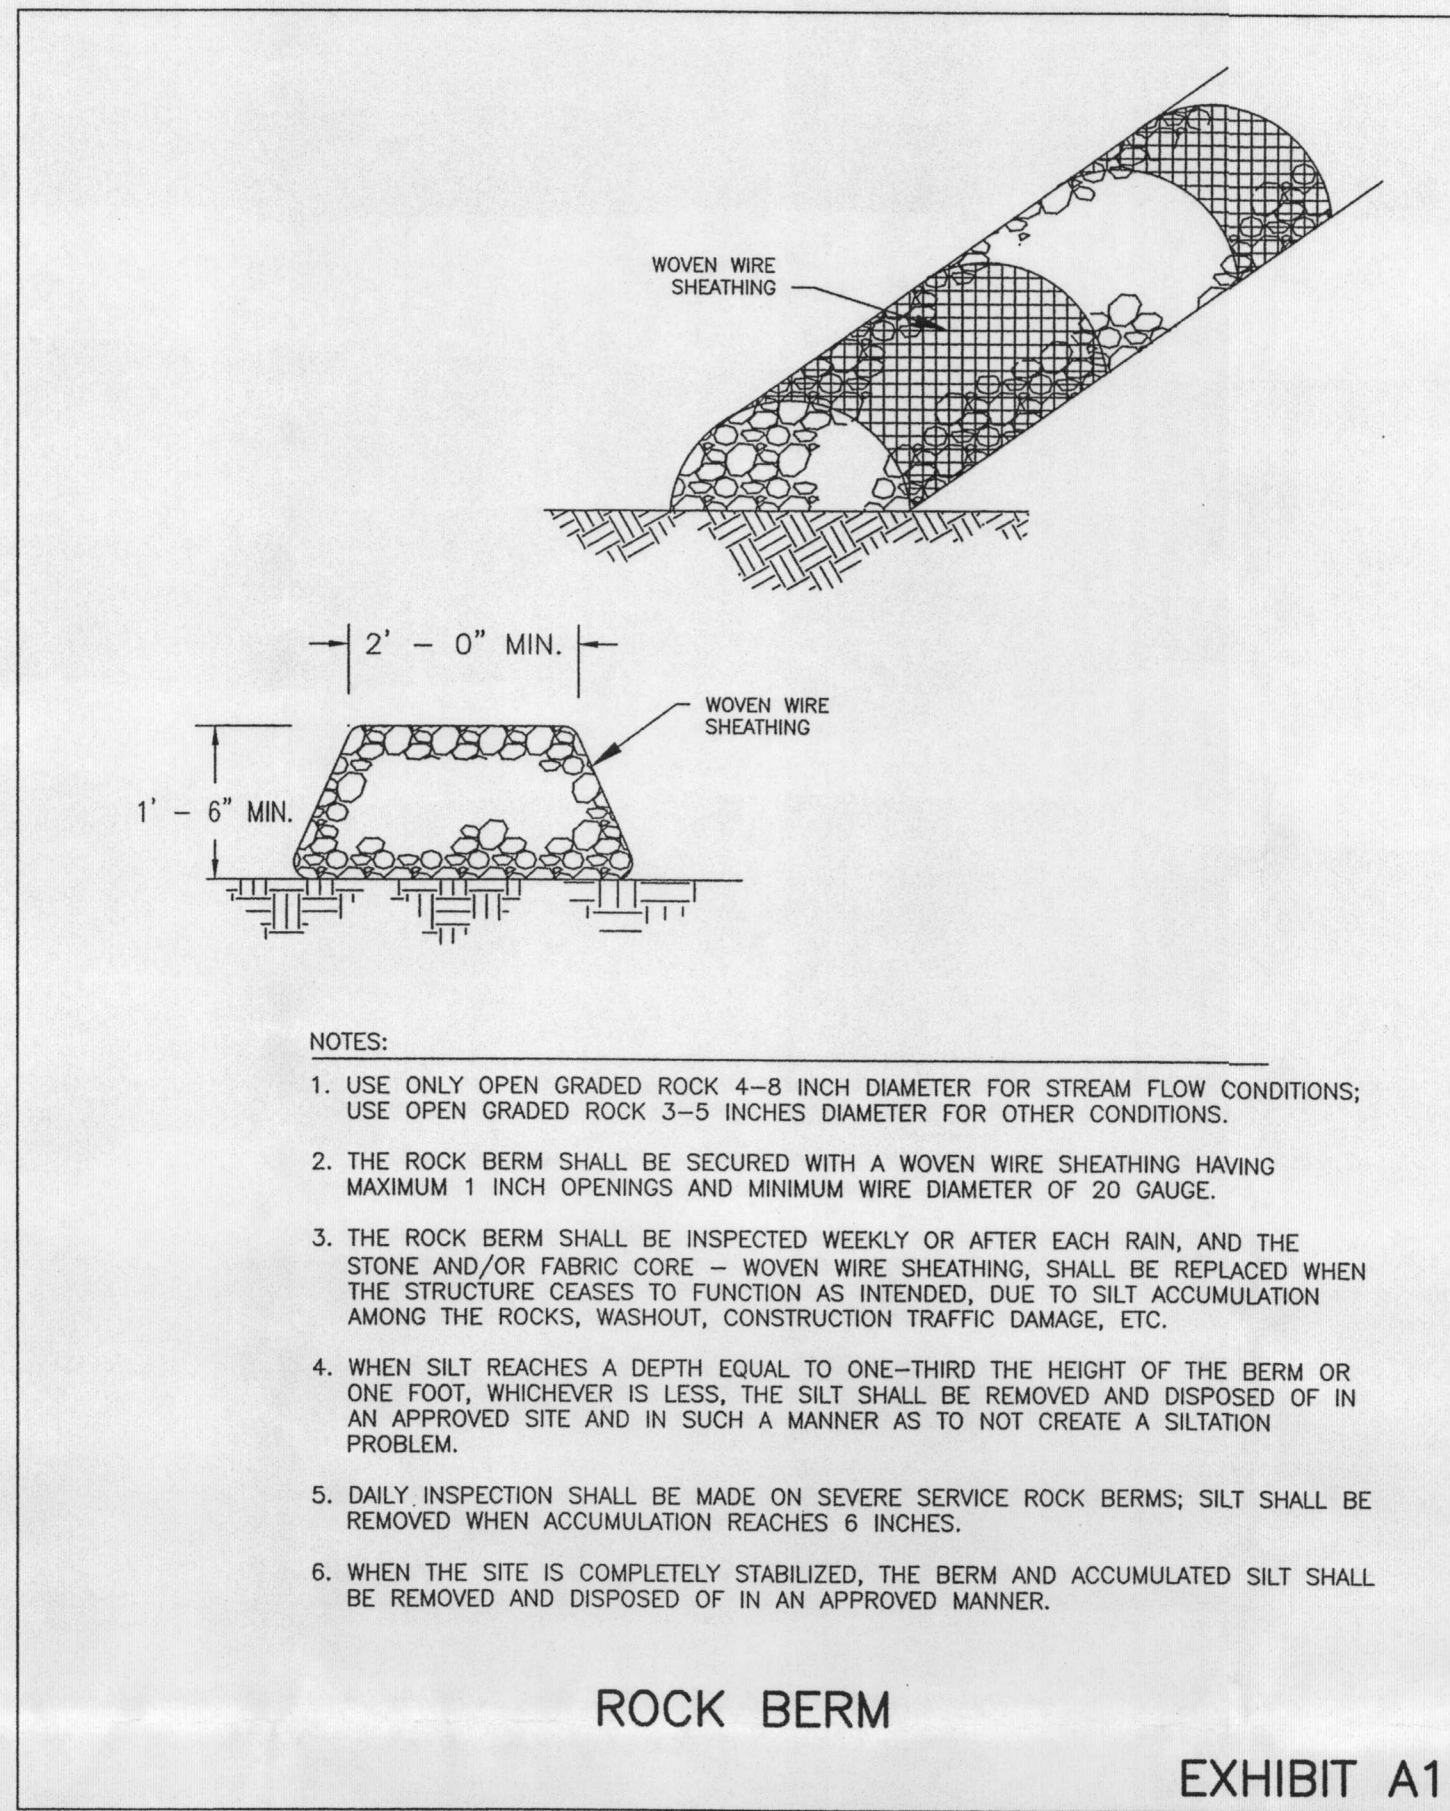 WOVEN WIRE
SHEATHING
2' – 0" MIN.
WOVEN WIRE
SHEATHING
1' – 6" MIN.
NOTES:
1. USE ONLY OPEN GRADED ROCK 4–8 INCH DIAMETER FOR STREAM FLOW CONDITIONS;
USE OPEN GRADED ROCK 3–5 INCHES DIAMETER FOR OTHER CONDITIONS.
2. THE ROCK BERM SHALL BE SECURED WITH A WOVEN WIRE SHEATHING HAVING
MAXIMUM 1 INCH OPENINGS AND MINIMUM WIRE DIAMETER OF 20 GAUGE.
3. THE ROCK BERM SHALL BE INSPECTED WEEKLY OR AFTER EACH RAIN, AND THE
STONE AND/OR FABRIC CORE – WOVEN WIRE SHEATHING, SHALL BE REPLACED WHEN
THE STRUCTURE CEASES TO FUNCTION AS INTENDED, DUE TO SILT ACCUMULATION
AMONG THE ROCKS, WASHOUT, CONSTRUCTION TRAFFIC DAMAGE, ETC.
4. WHEN SILT REACHES A DEPTH EQUAL TO ONE–THIRD THE HEIGHT OF THE BERM OR
ONE FOOT, WHICHEVER IS LESS, THE SILT SHALL BE REMOVED AND DISPOSED OF IN
AN APPROVED SITE AND IN SUCH A MANNER AS TO NOT CREATE A SILTATION
PROBLEM.
5. DAILY INSPECTION SHALL BE MADE ON SEVERE SERVICE ROCK BERMS; SILT SHALL BE
REMOVED WHEN ACCUMULATION REACHES 6 INCHES.
6. WHEN THE SITE IS COMPLETELY STABILIZED, THE BERM AND ACCUMULATED SILT SHALL
BE REMOVED AND DISPOSED OF IN AN APPROVED MANNER.
ROCK BERM
EXHIBIT A1